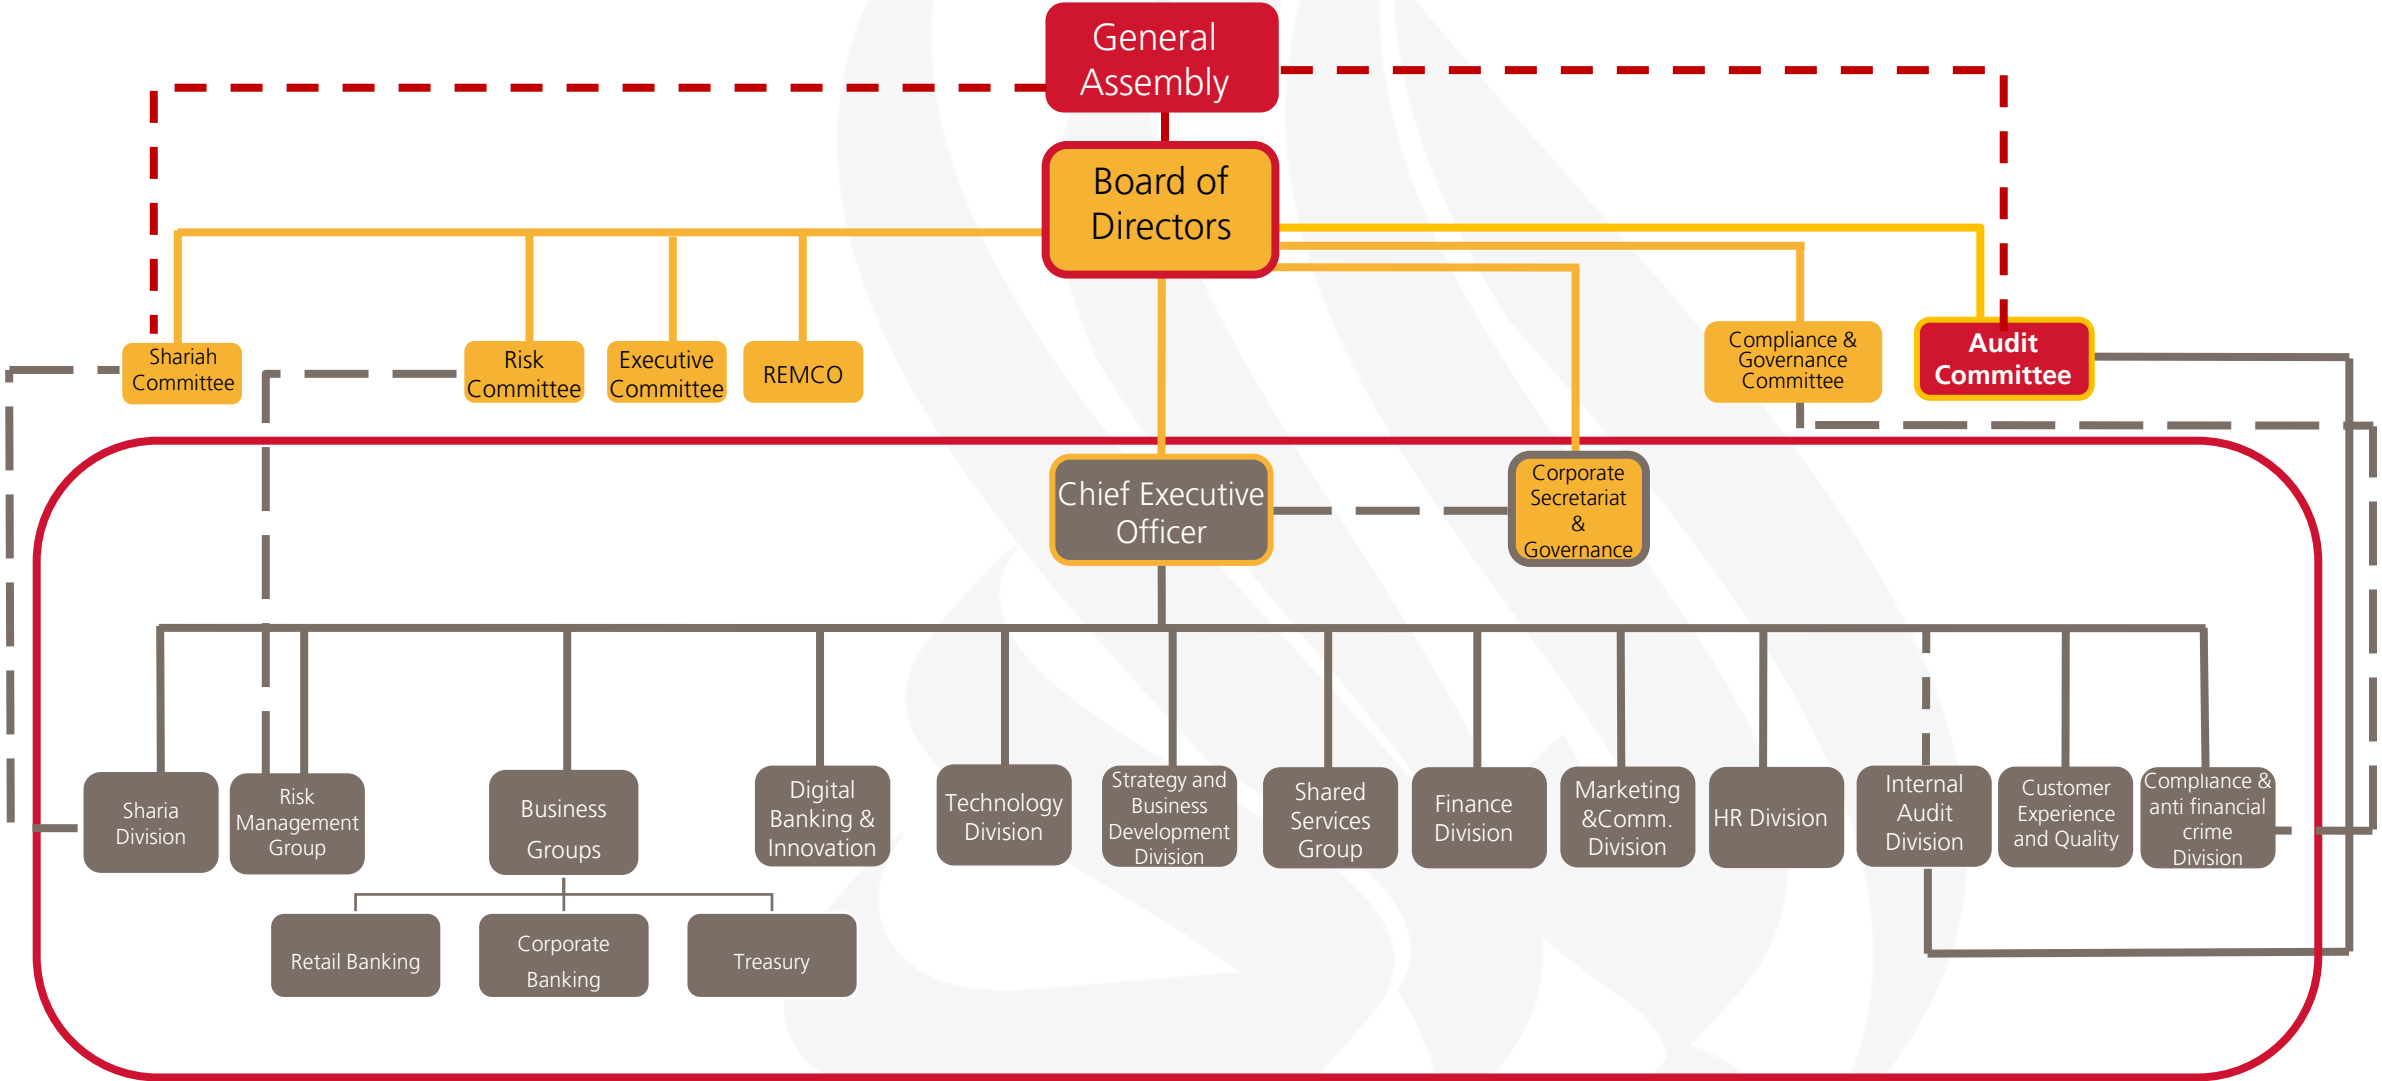 General
Assembly
Board of
Directors
Shariah
Committee
Risk
Committee
Executive
Committee
REMCO
Compliance &
Governance
Committee
Audit
Committee
Chief Executive
Officer
Corporate
Secretariat
&
Governance
Sharia
Division
Risk
Management
Group
Business
Groups
Digital
Banking &
Innovation
Technology
Division
Strategy and
Business
Development
Division
Shared
Services
Group
Finance
Division
Marketing
&Comm.
Division
HR Division
Internal
Audit
Division
Customer
Experience
and Quality
Compliance &
anti financial
crime
Division
Retail Banking
Corporate
Banking
Treasury